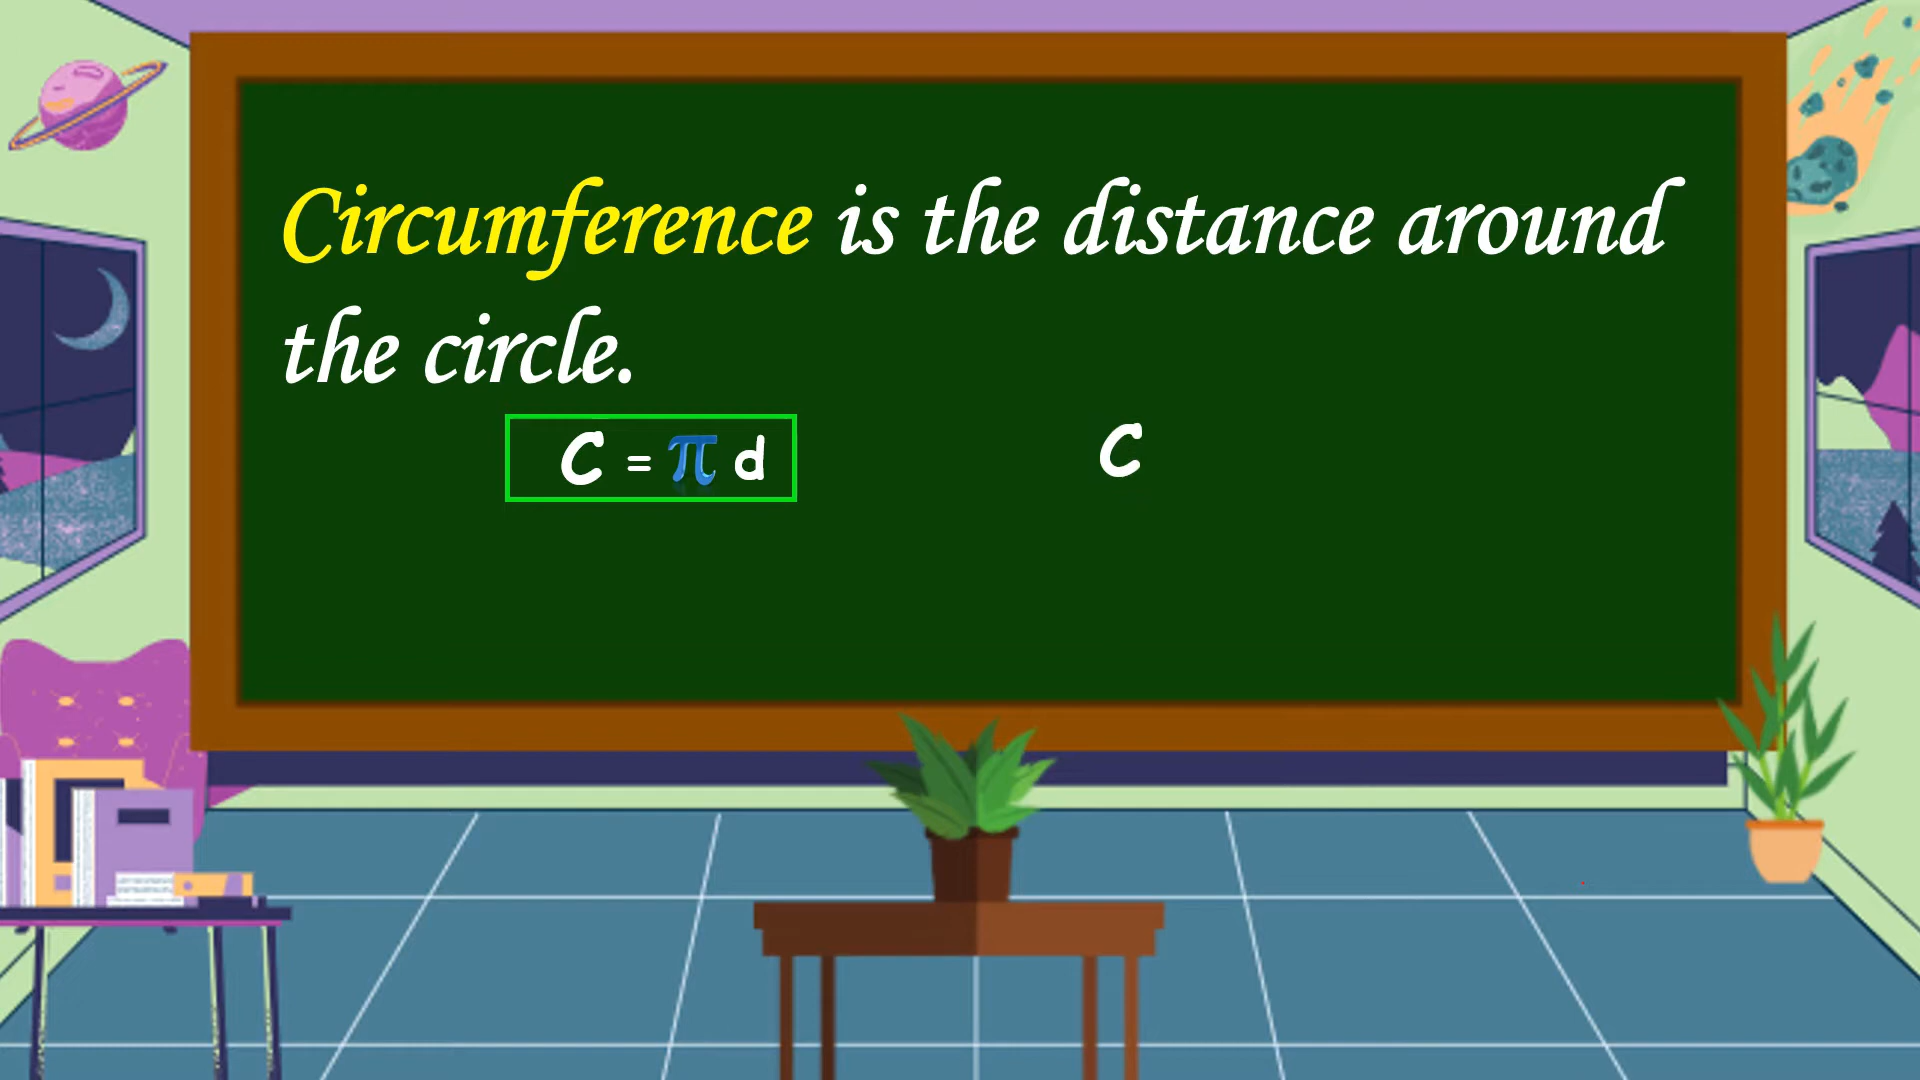 Circumference is the distance around
the circle.
C = π d C